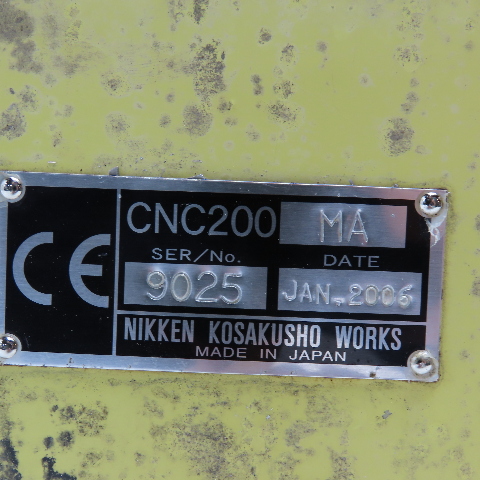 CE
CNC200 MA
SER/No. DATE
9025 JAN.2006
NIKKEN KOSAKUSHO WORKS
MADE IN JAPAN